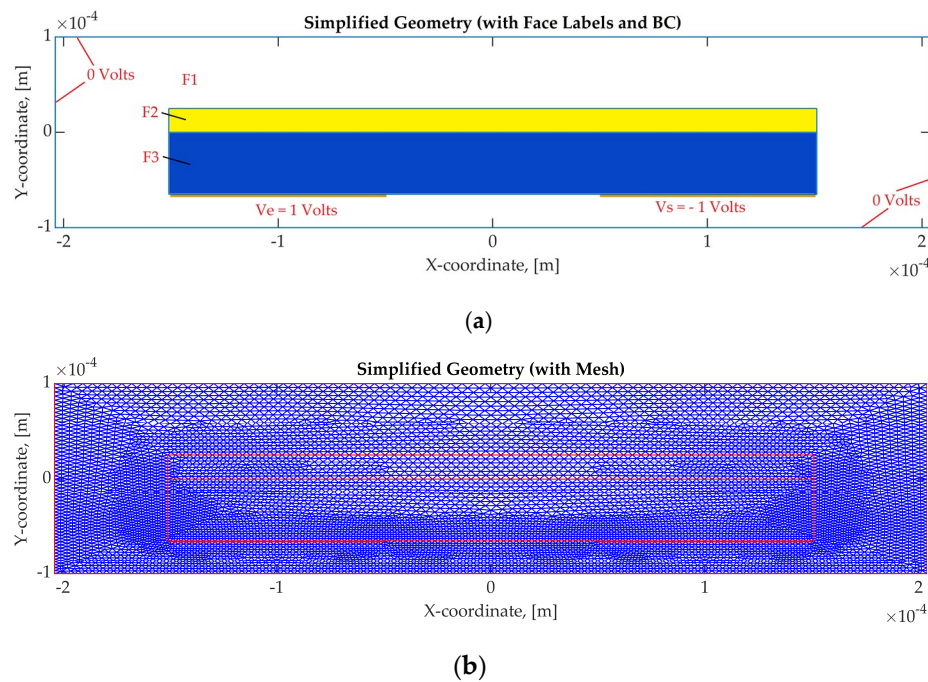 ×10⁻⁴ Simplified Geometry (with Face Labels and BC)
1
0 Volts
F1
F2
0
F3
Y-coordinate, [m]
Ve = 1 Volts
Vs = - 1 Volts
0 Volts
-1
-2 -1 0 1 2
X-coordinate, [m]
×10⁻⁴
(a)
×10⁻⁴ Simplified Geometry (with Mesh)
1
0
Y-coordinate, [m]
-1
-2 -1 0 1 2
X-coordinate, [m]
×10⁻⁴
(b)